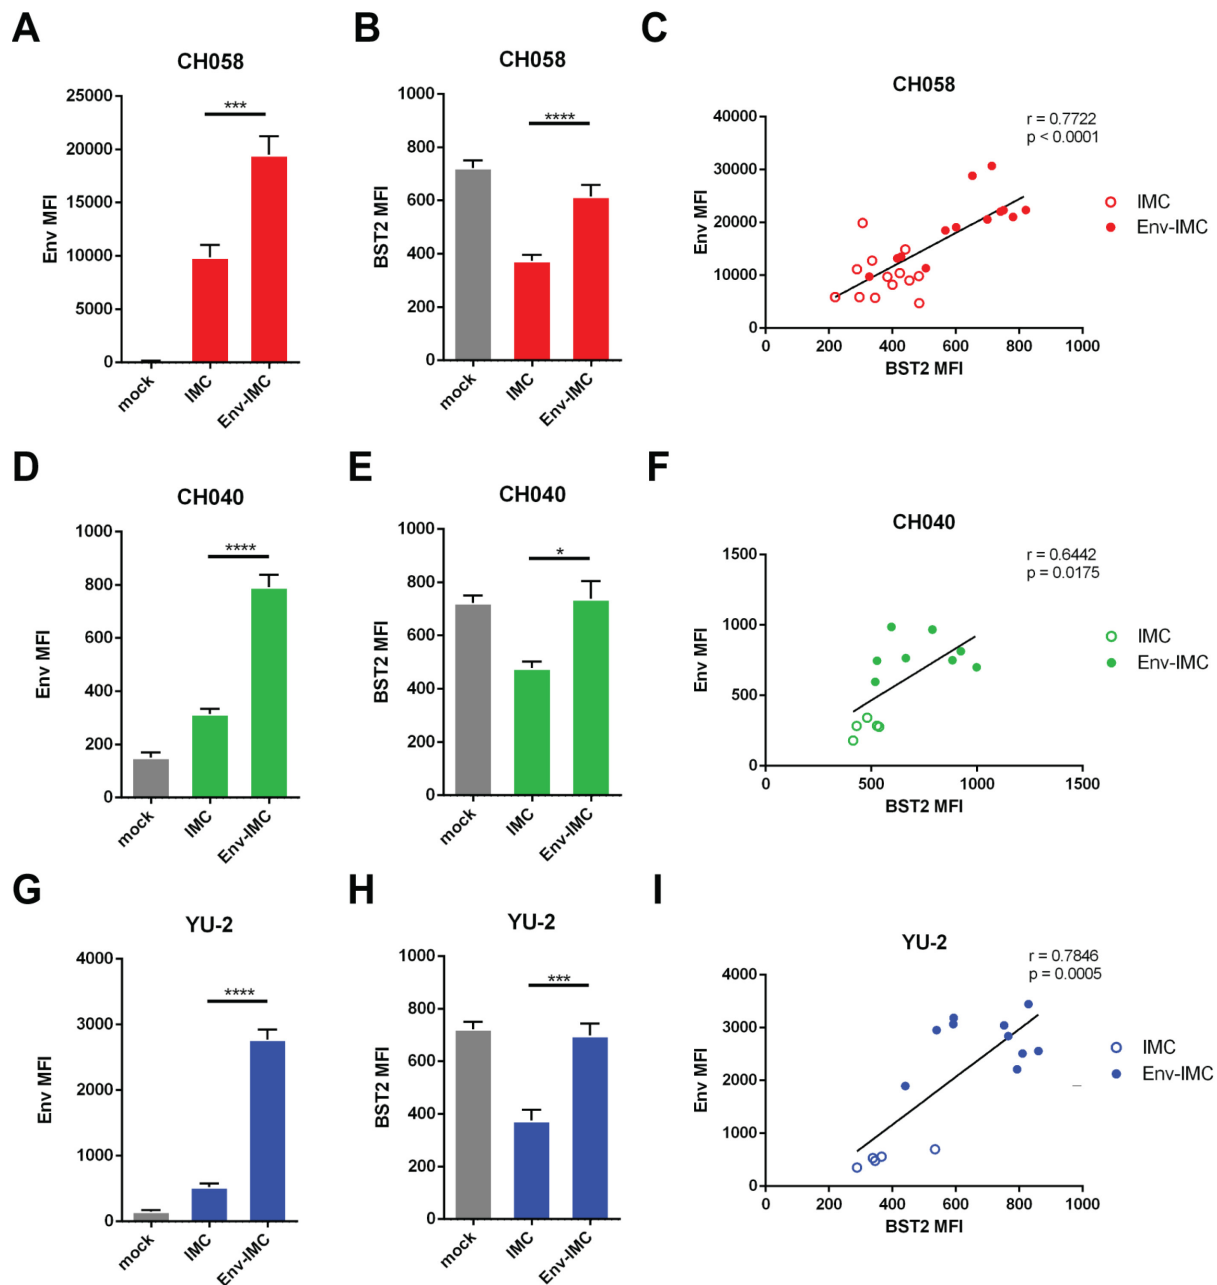 A
CH058
Env MFI
25000
20000
15000
10000
5000
0
***
mock
IMC
Env-IMC
B
CH058
BST2 MFI
1000
800
600
400
200
0
****
mock
IMC
Env-IMC
C
CH058
r = 0.7722
p < 0.0001
Env MFI
40000
30000
20000
10000
0
0 200 400 600 800 1000
BST2 MFI
IMC
Env-IMC
D
CH040
Env MFI
1000
800
600
400
200
0
****
mock
IMC
Env-IMC
E
CH040
BST2 MFI
1000
800
600
400
200
0
*
mock
IMC
Env-IMC
F
CH040
r = 0.6442
p = 0.0175
Env MFI
1500
1000
500
0
0 500 1000 1500
BST2 MFI
IMC
Env-IMC
G
YU-2
Env MFI
4000
3000
2000
1000
0
****
mock
IMC
Env-IMC
H
YU-2
BST2 MFI
1000
800
600
400
200
0
***
mock
IMC
Env-IMC
I
YU-2
r = 0.7846
p = 0.0005
Env MFI
4000
3000
2000
1000
0
0 200 400 600 800 1000
BST2 MFI
IMC
Env-IMC